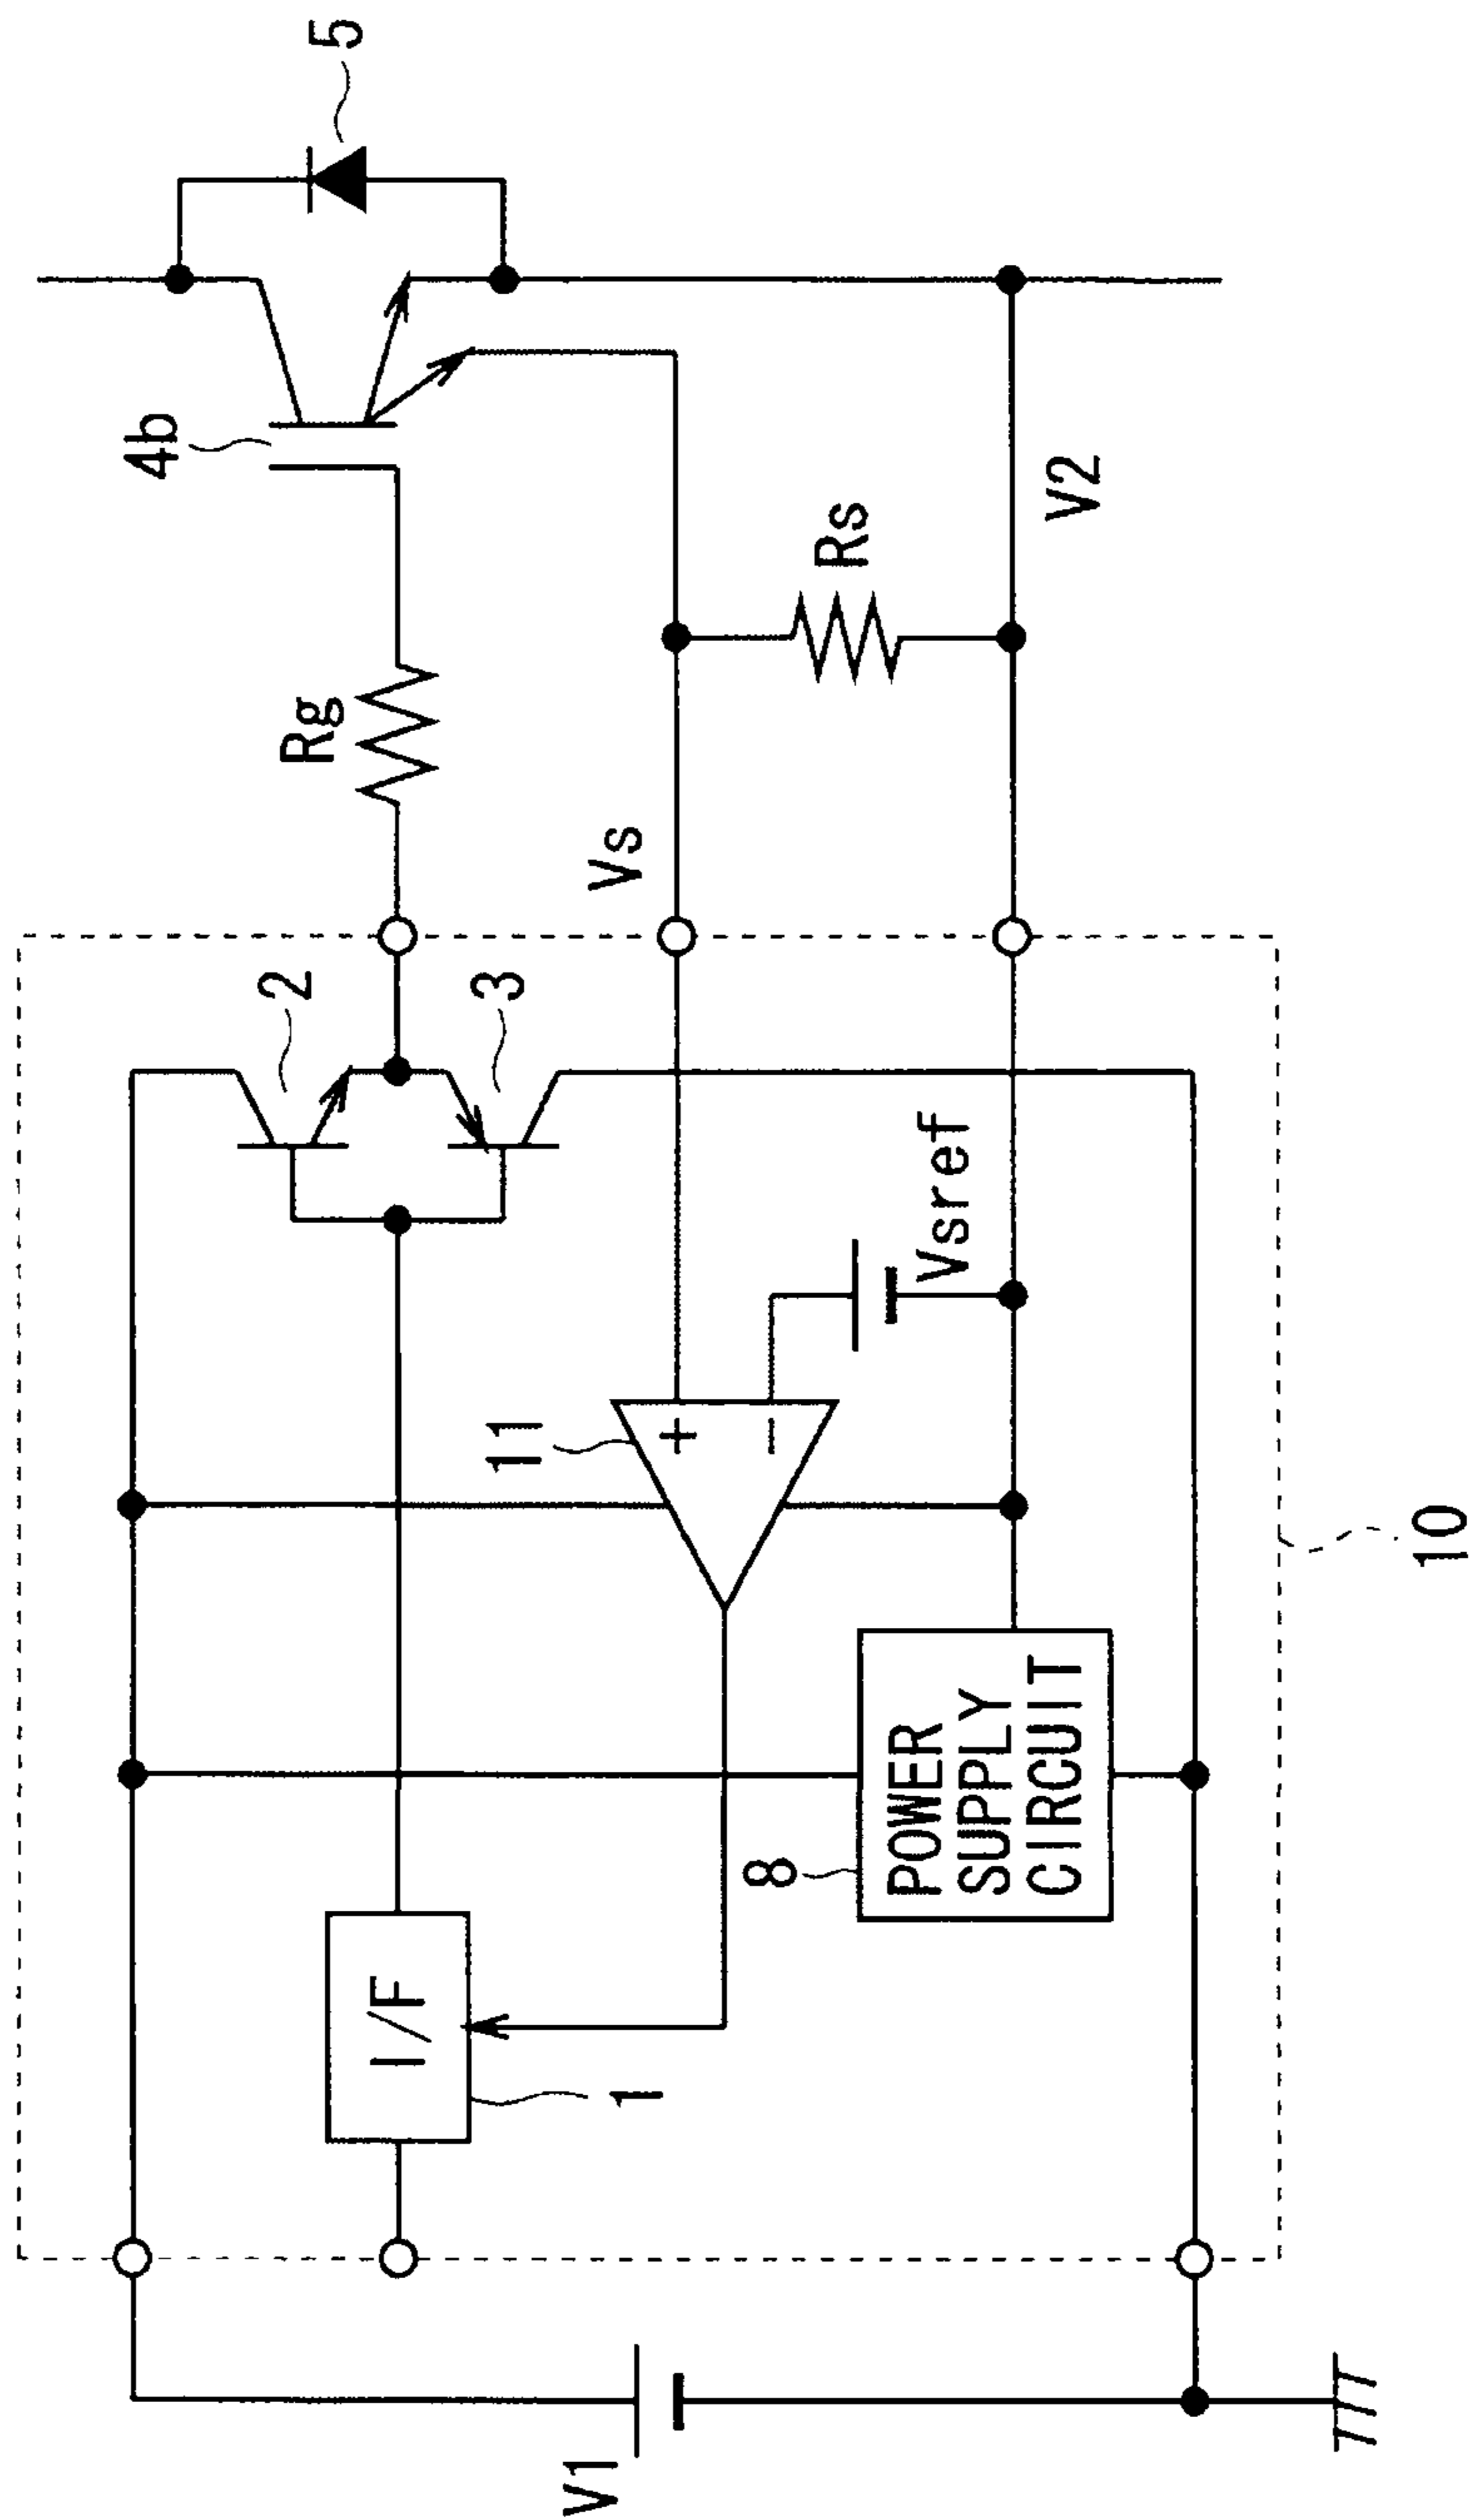 5
4b
Rg
Rs
Vs
V2
2
3
Vsref
11
10
I/F
1
8
POWER
SUPPLY
CIRCUIT
V1
+
−